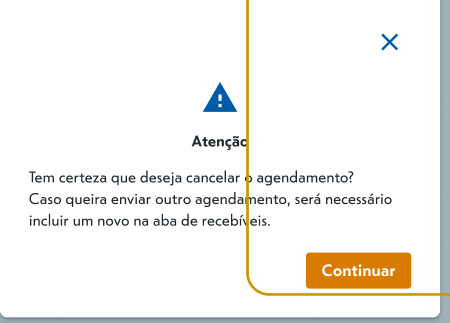 Atenção
Tem certeza que deseja cancelar o agendamento?
Caso queira enviar outro agendamento, será necessário
incluir um novo na aba de recebíveis.
Continuar